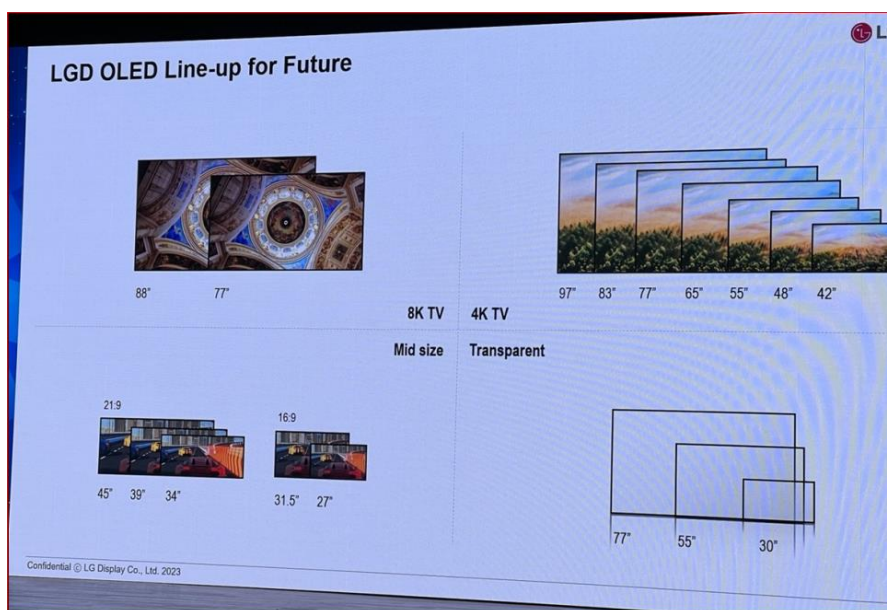 LGD OLED Line-up for Future
88" 77"
8K TV
97" 83" 77" 65" 55" 48" 42"
4K TV
Mid size
21:9
45" 39" 34"
16:9
31.5" 27"
Transparent
77" 55" 30"
Confidential © LG Display Co., Ltd. 2023